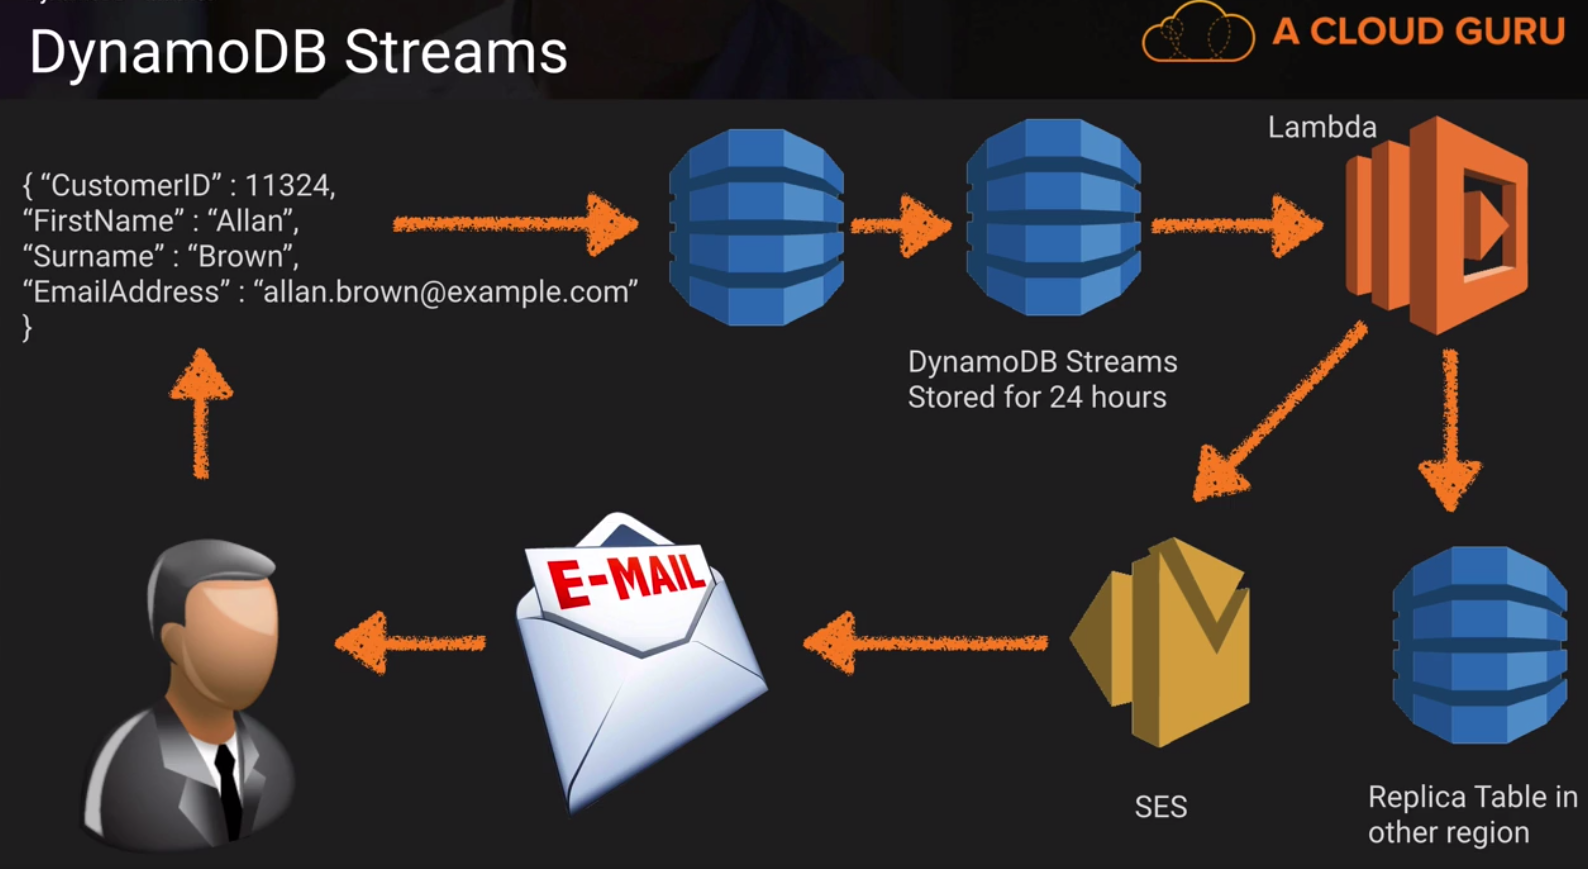 DynamoDB Streams
A CLOUD GURU
Lambda
{ “CustomerID” : 11324,
“FirstName” : “Allan”,
“Surname” : “Brown”,
“EmailAddress” : “allan.brown@example.com”
}
DynamoDB Streams
Stored for 24 hours
E-MAIL
SES
Replica Table in
other region